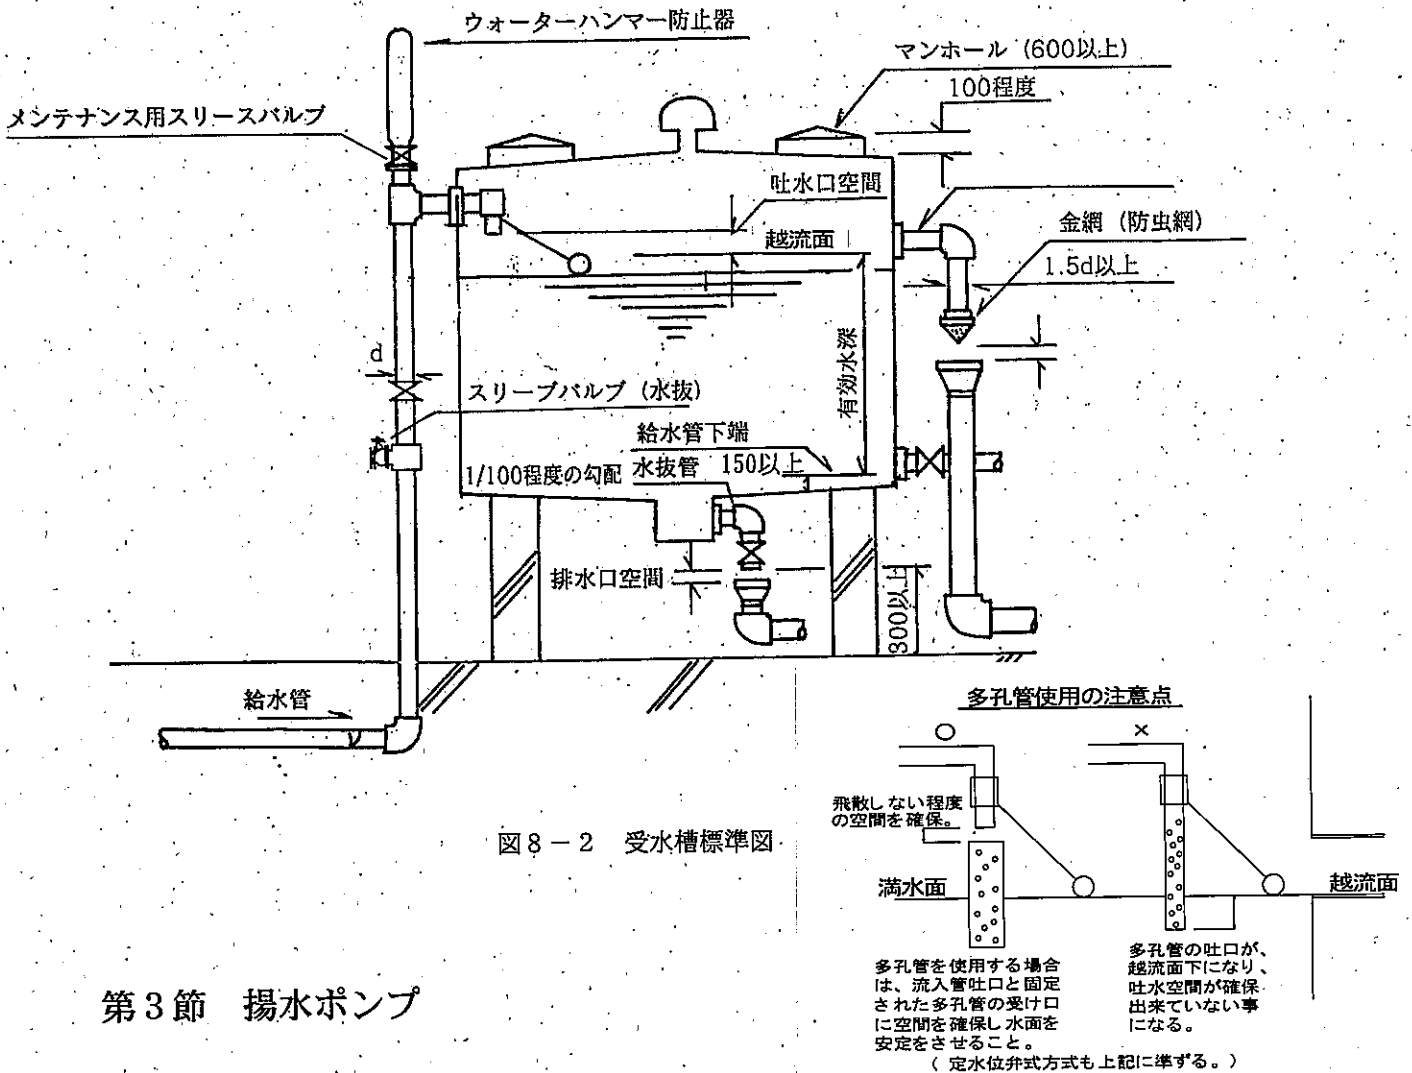 ウォーターハンマー防止器
マンホール（600以上）
100程度
メンテナンス用スリースバルブ
吐水口空間
越流面
金網（防虫網）
1.5d以上
有効水深
d
スリーブバルブ（水抜）
給水管下端
1/100程度の勾配
水抜管
150以上
排水口空間
300以上
給水管
図8－2　受水槽標準図
多孔管使用の注意点
○
×
飛散しない程度
の空間を確保。
満水面
越流面
多孔管を使用する場合
は、流入管吐口と固定
された多孔管の受け口
に空間を確保し水面を
安定をさせること。
多孔管の吐口が、
越流面下になり、
吐水空間が確保
出来ていない事
になる。
（定水位弁式方式も上記に準ずる。）
第3節　揚水ポンプ